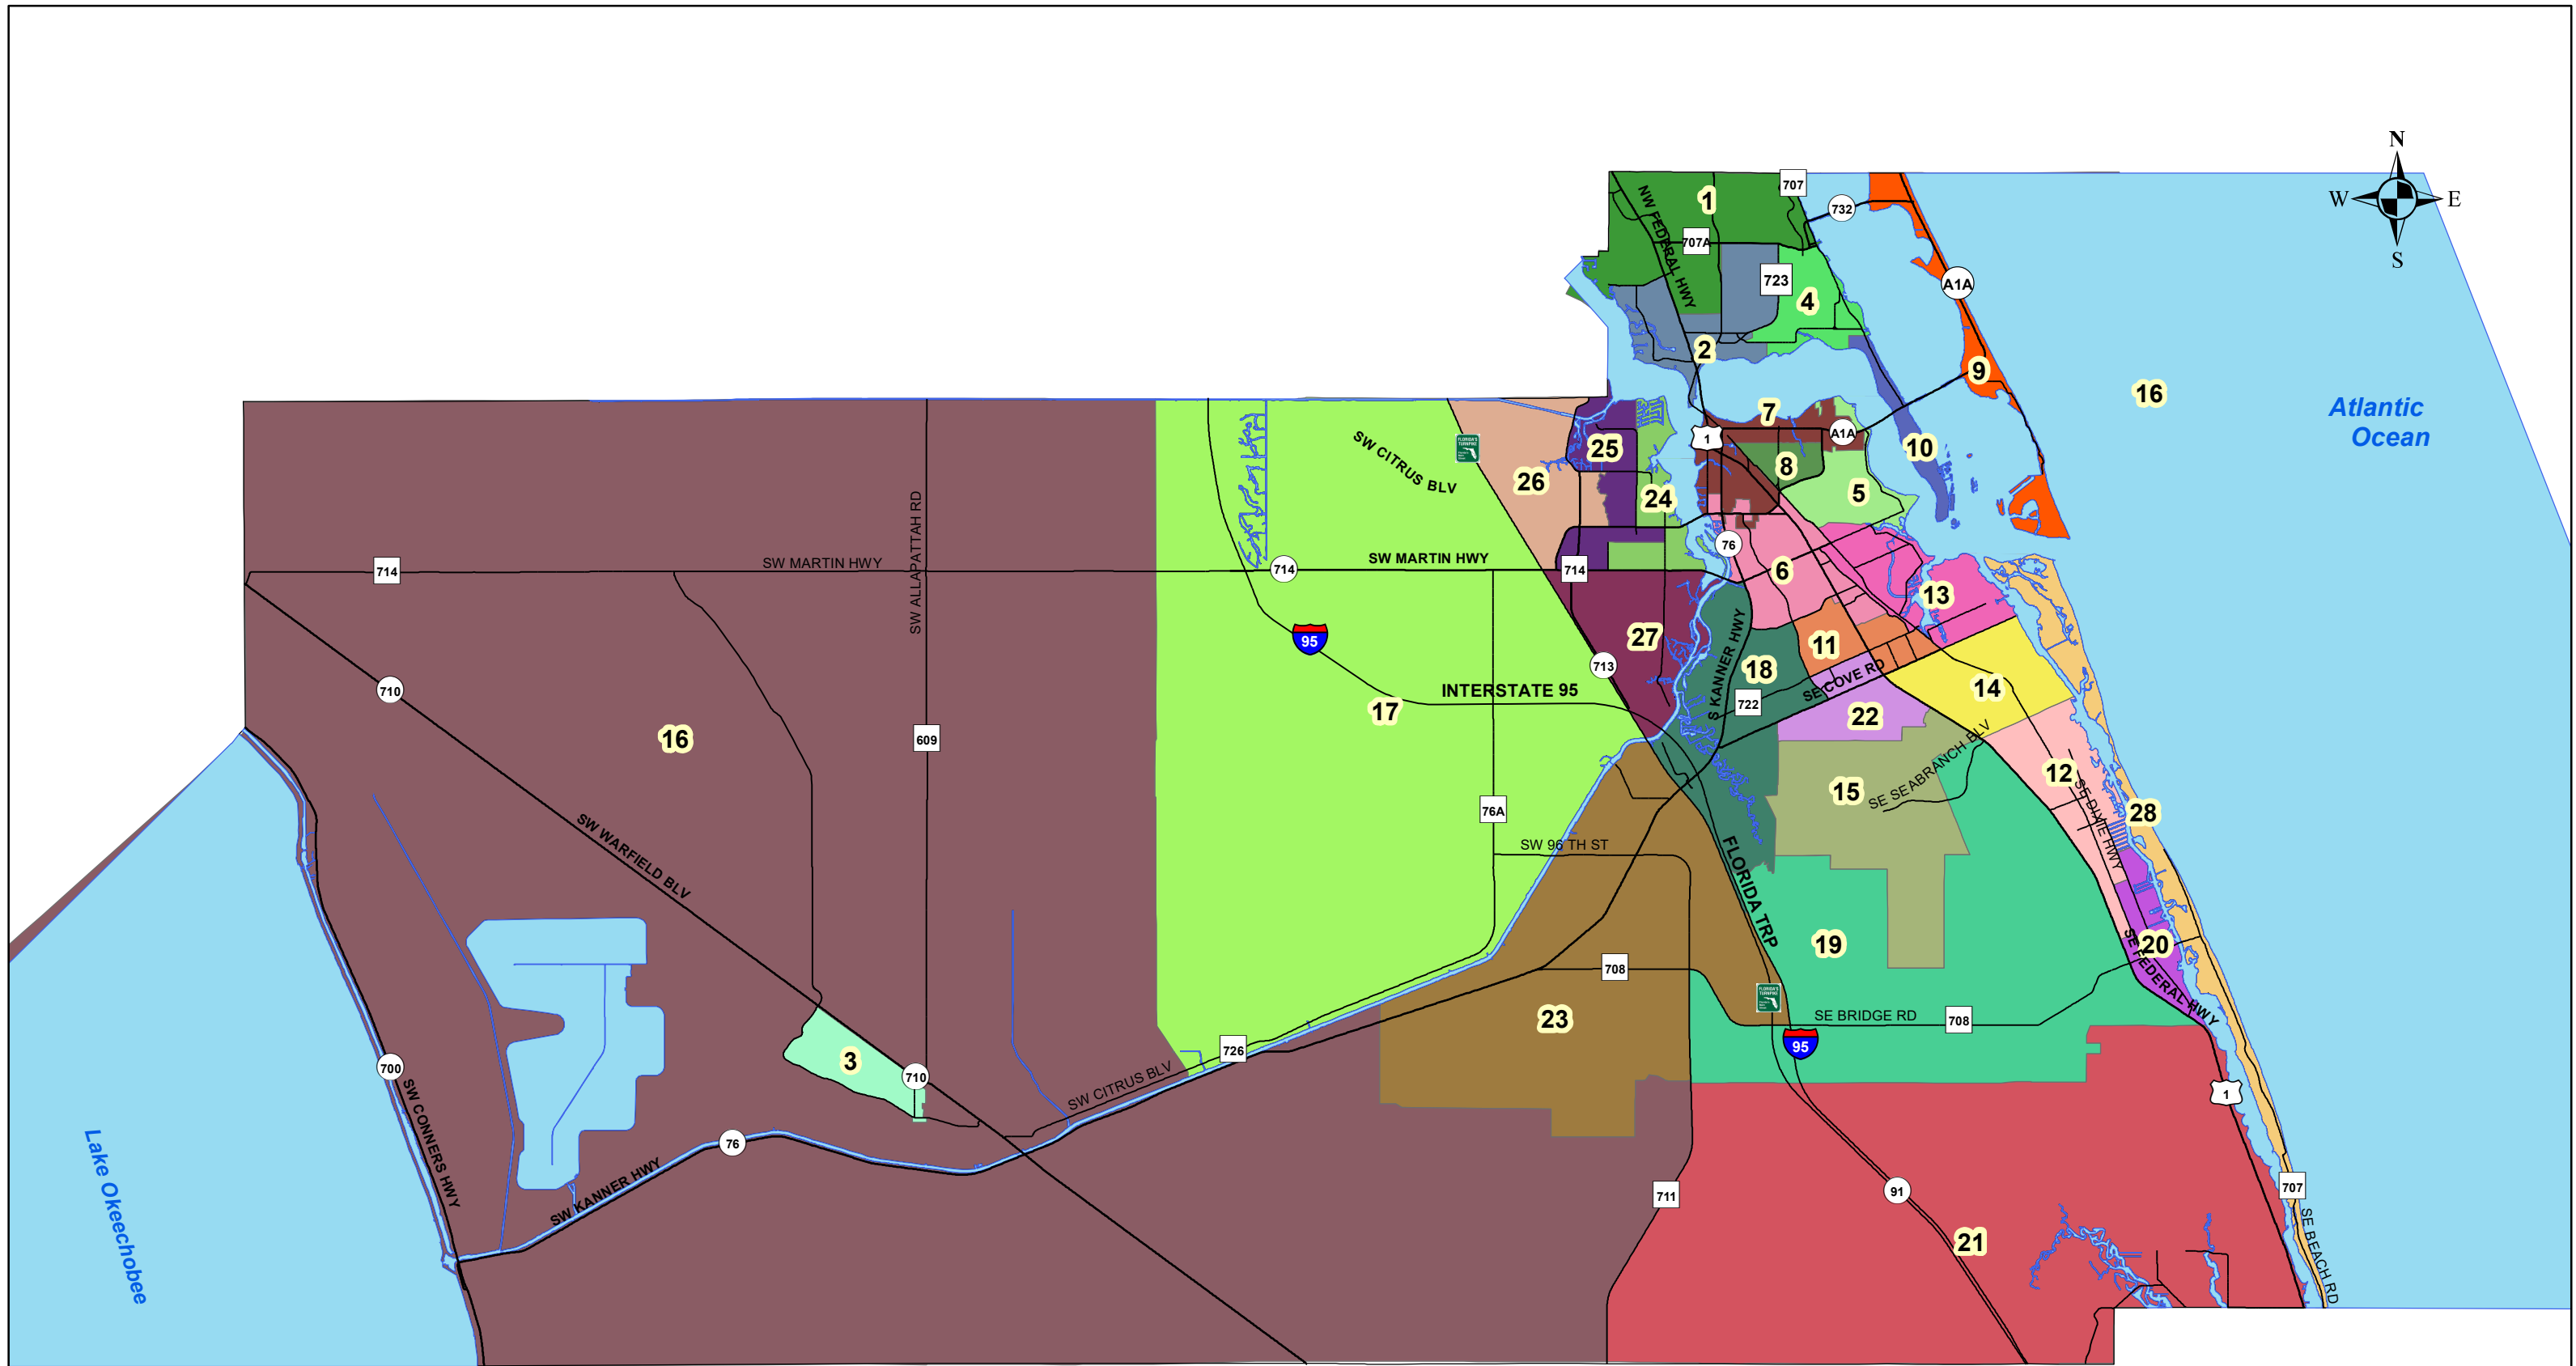 N
W E
S
1
707
732
NW FEDERAL HWY
707A
723
4
A1A
2
9
16
Atlantic
Ocean
7
1
A1A
SW CITRUS BLV
25
10
8
26
24
5
SW ALLAPATTAH RD
76
714
SW MARTIN HWY
714
SW MARTIN HWY
714
6
13
95
27
S KANNER HWY
11
713
18
SE COVE RD
710
INTERSTATE 95
14
17
722
22
16
609
SE SEABRANCH BLV
12
15
SE DIXIE HWY
28
76A
SW WARFIELD BLV
SW 96 TH ST
FLORIDA TRP
19
20
SE FEDERAL HWY
708
FLORIDA'S
TURNPIKE
23
SE BRIDGE RD
708
726
95
3
700
710
SW CITRUS BLV
1
SW CONNERS HWY
76
Lake Okeechobee
SW KANNER HWY
711
91
707
21
SE BEACH RD